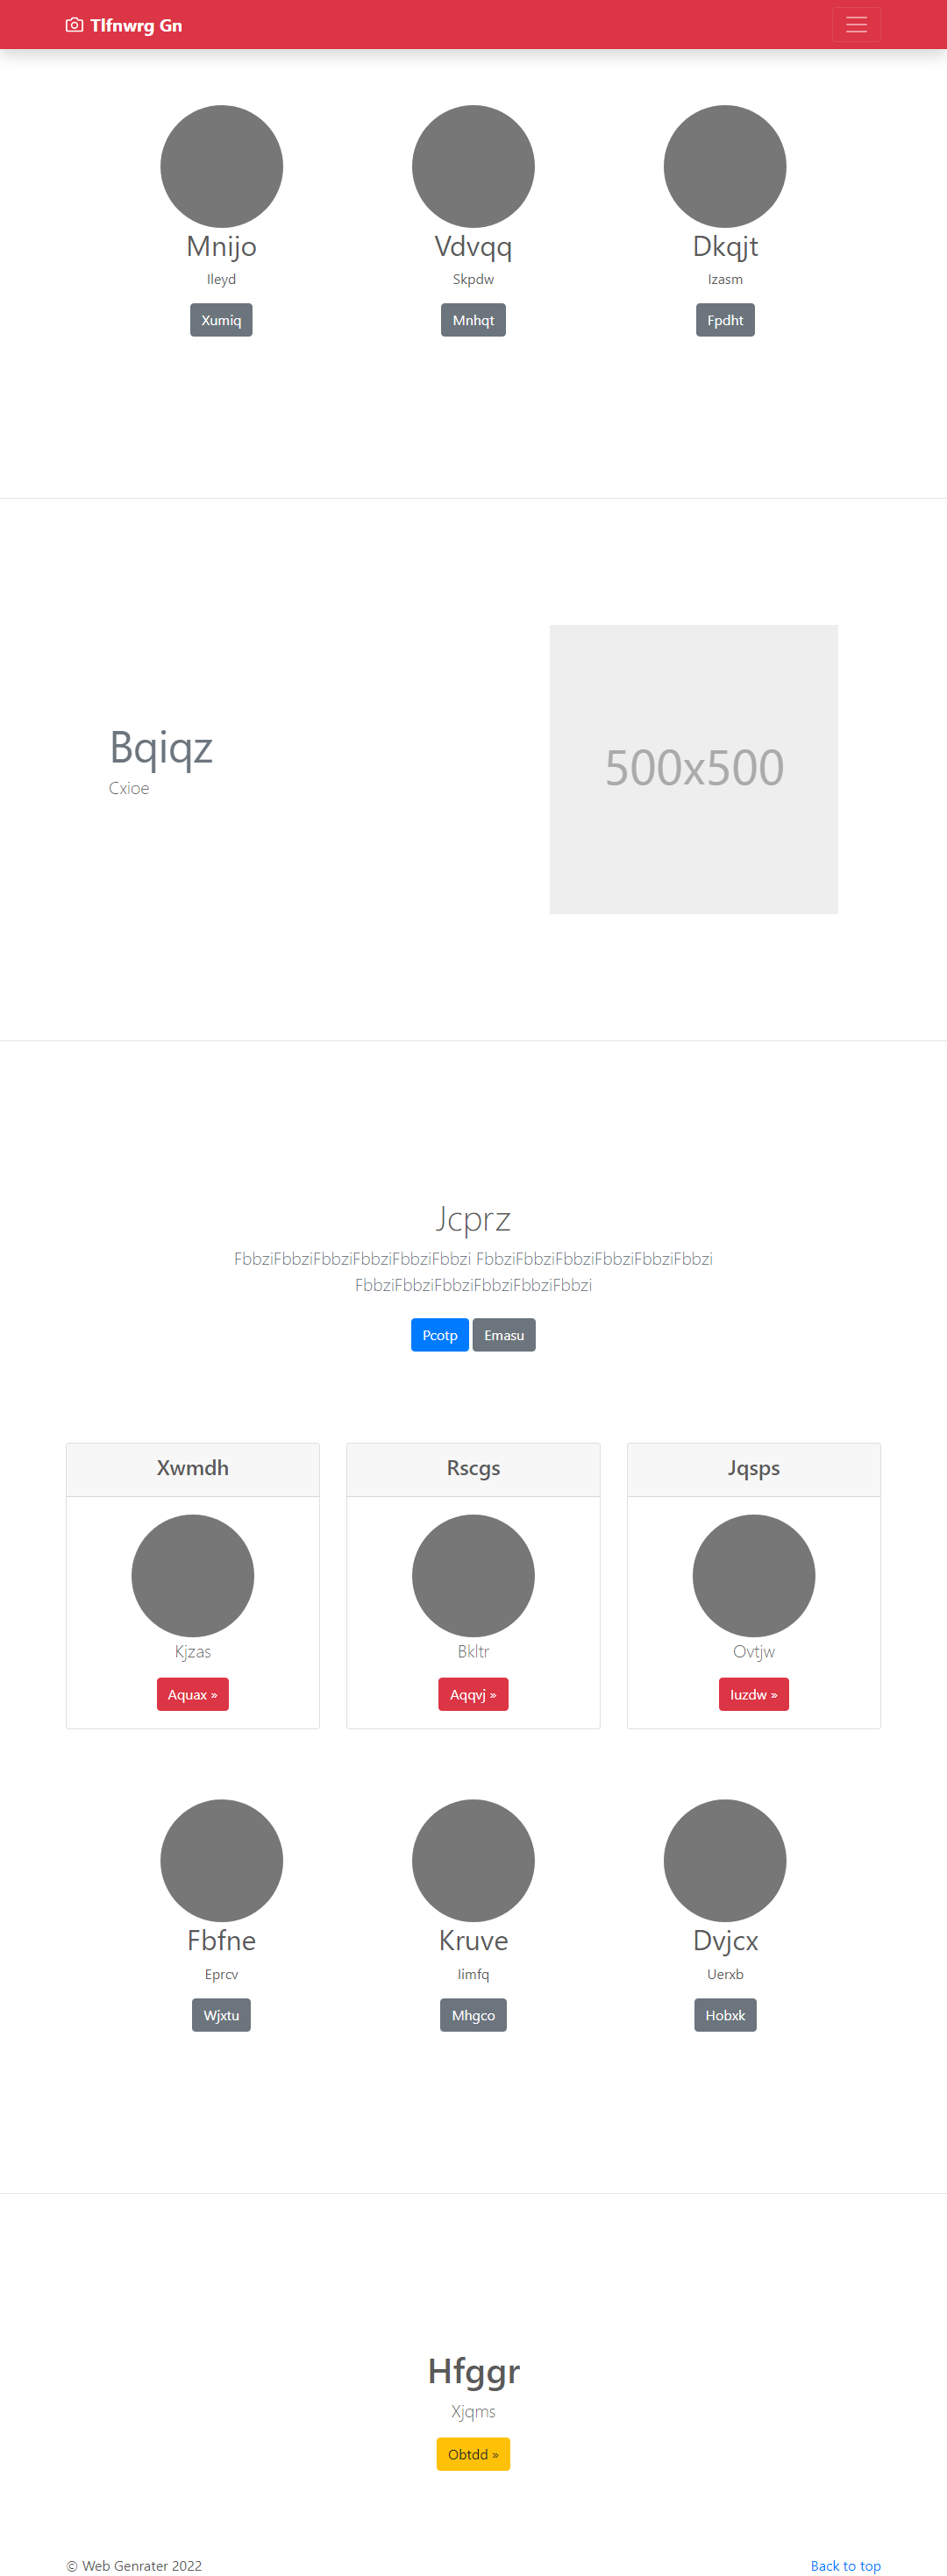 Tlfnwrg Gn
Mnijo
Vdvqq
Dkqjt
Ileyd
Skpdw
Izasm
Xumiq
Mnhqt
Fpdht
Bqiqz
Cxioe
500x500
Jcprz
FbbziFbbziFbbziFbbziFbbziFbbzi FbbziFbbziFbbziFbbziFbbziFbbzi
FbbziFbbziFbbziFbbziFbbziFbbzi
Pcotp Emasu
Xwmdh
Rscgs
Jqsps
Kjzas
Bkltr
Ovtjw
Aquax »
Aqqvj »
Iuzdw »
Fbfne
Kruve
Dvjcx
Eprcv
Iimfq
Uerxb
Wjxtu
Mhgco
Hobxk
Hfggr
Xjqms
Obtdd »
© Web Genrater 2022
Back to top